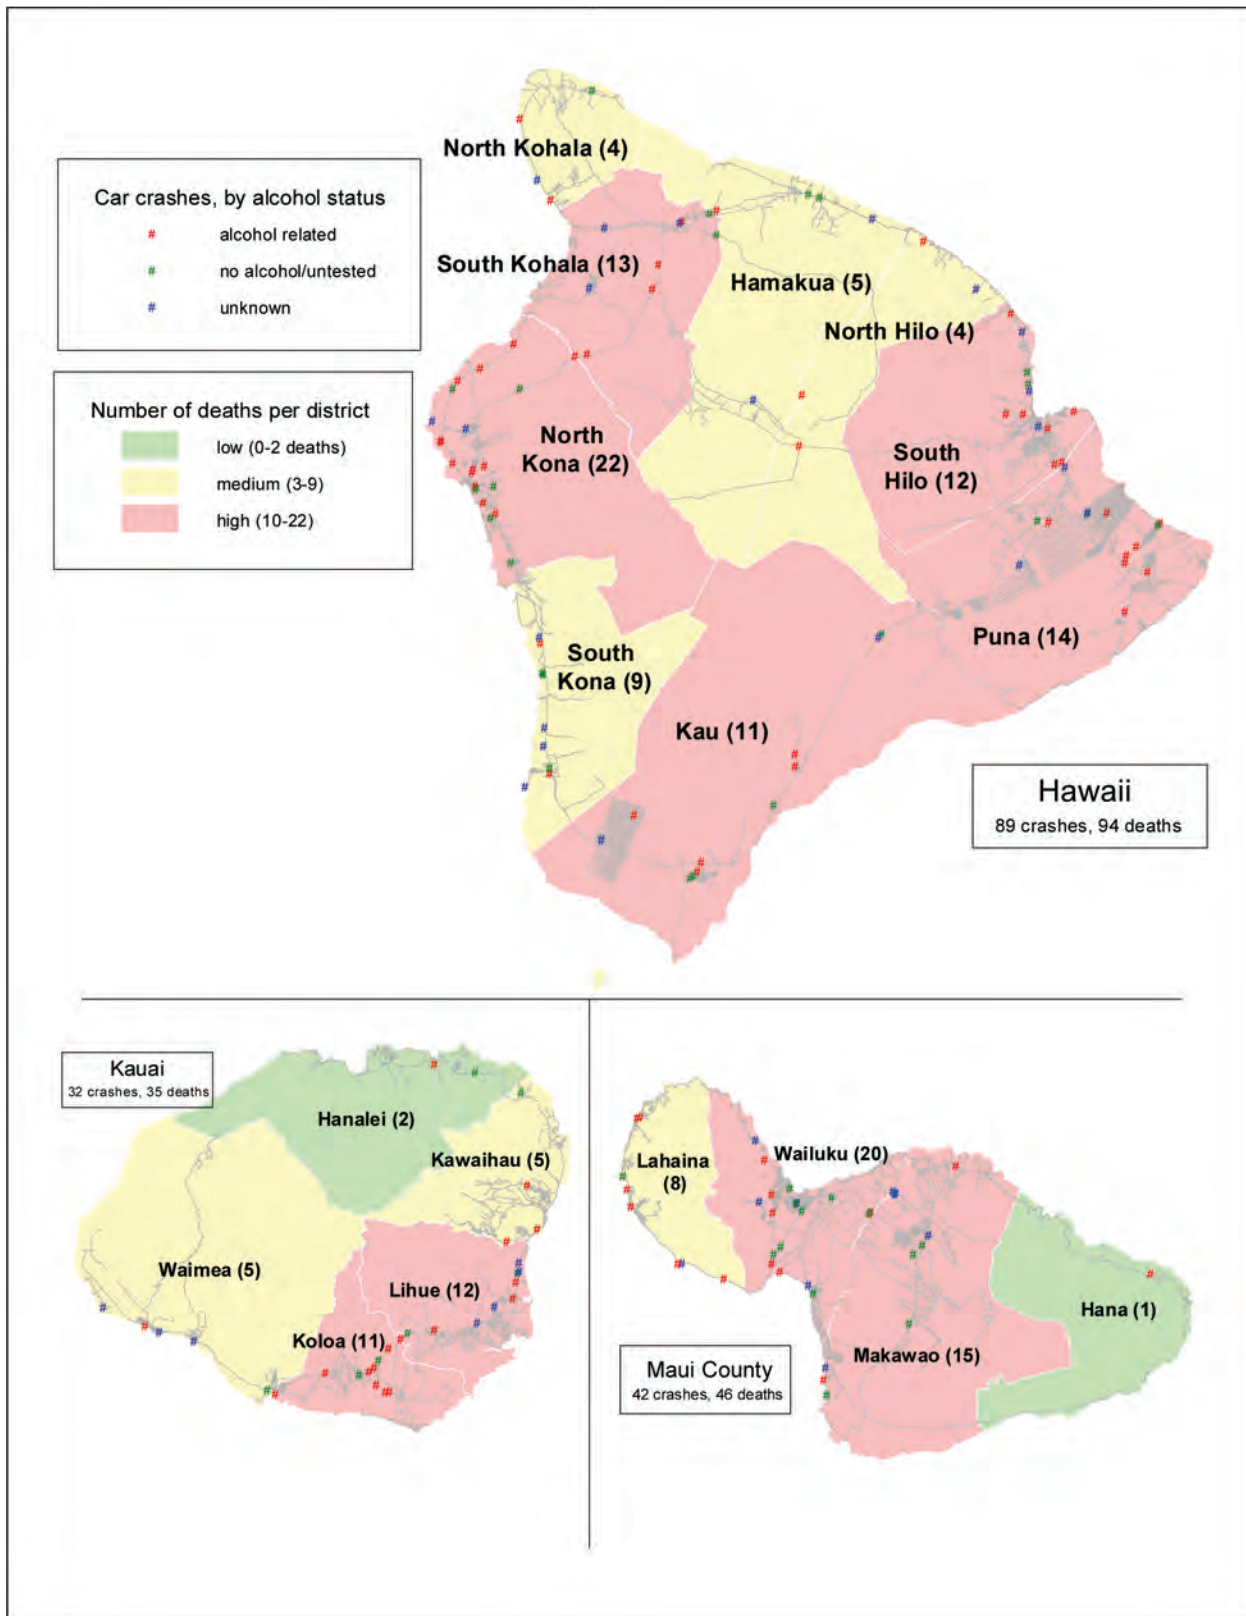 North Kohala (4)
Car crashes, by alcohol status
# alcohol related
# no alcohol/untested
# unknown
South Kohala (13)
Hamakua (5)
North Hilo (4)
Number of deaths per district
low (0-2 deaths)
medium (3-9)
high (10-22)
North
Kona (22)
South
Hilo (12)
Puna (14)
South
Kona (9)
Kau (11)
Hawaii
89 crashes, 94 deaths
Kauai
32 crashes, 35 deaths
Hanalei (2)
Kawaihau (5)
Waimea (5)
Lihue (12)
Koloa (11)
Lahaina
(8)
Wailuku (20)
Hana (1)
Makawao (15)
Maui County
42 crashes, 46 deaths